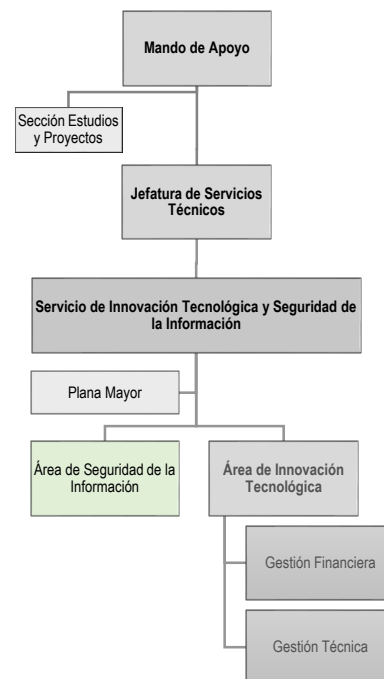 Mando de Apoyo
Sección Estudios
y Proyectos
Jefatura de Servicios
Técnicos
Servicio de Innovación Tecnológica y Seguridad de
la Información
Plana Mayor
Área de Seguridad de la
Información
Área de Innovación
Tecnológica
Gestión Financiera
Gestión Técnica